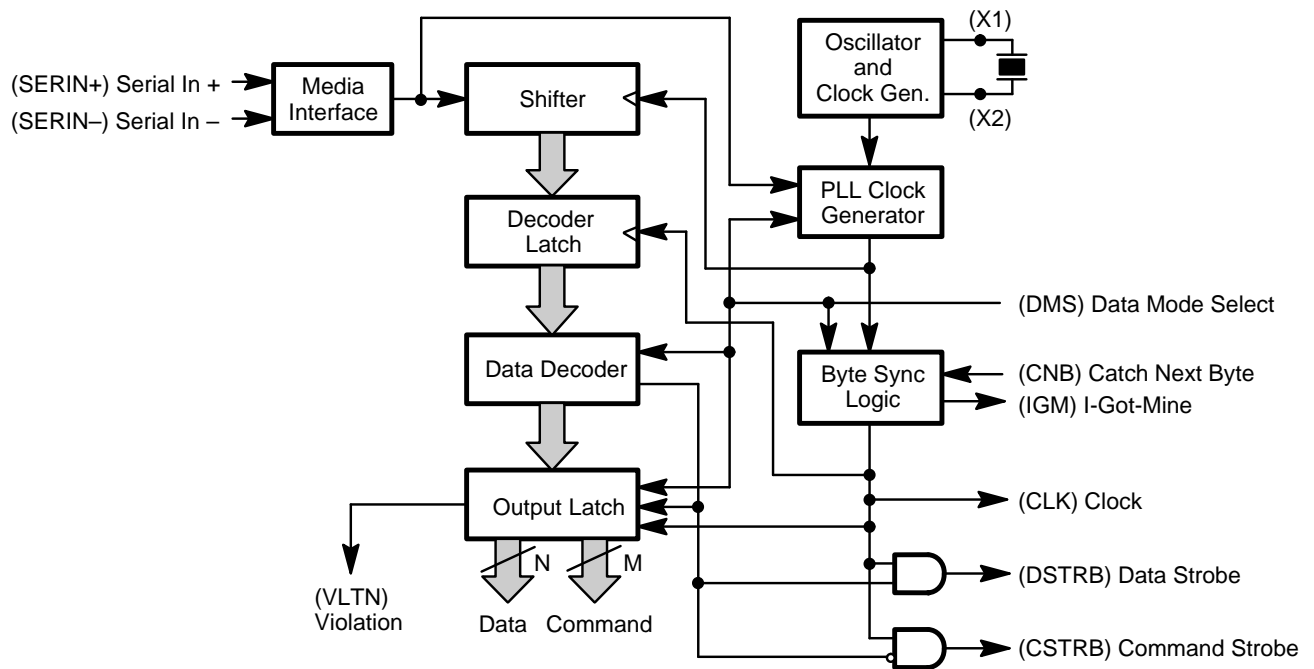 (X1)
Oscillator
and
Clock Gen.
(X2)
(SERIN+) Serial In +
(SERIN–) Serial In –
Media
Interface
Shifter
PLL Clock
Generator
Decoder
Latch
(DMS) Data Mode Select
Data Decoder
Byte Sync
Logic
(CNB) Catch Next Byte
(IGM) I-Got-Mine
Output Latch
(CLK) Clock
N
M
(VLTN)
Violation
Data
Command
(DSTRB) Data Strobe
(CSTRB) Command Strobe